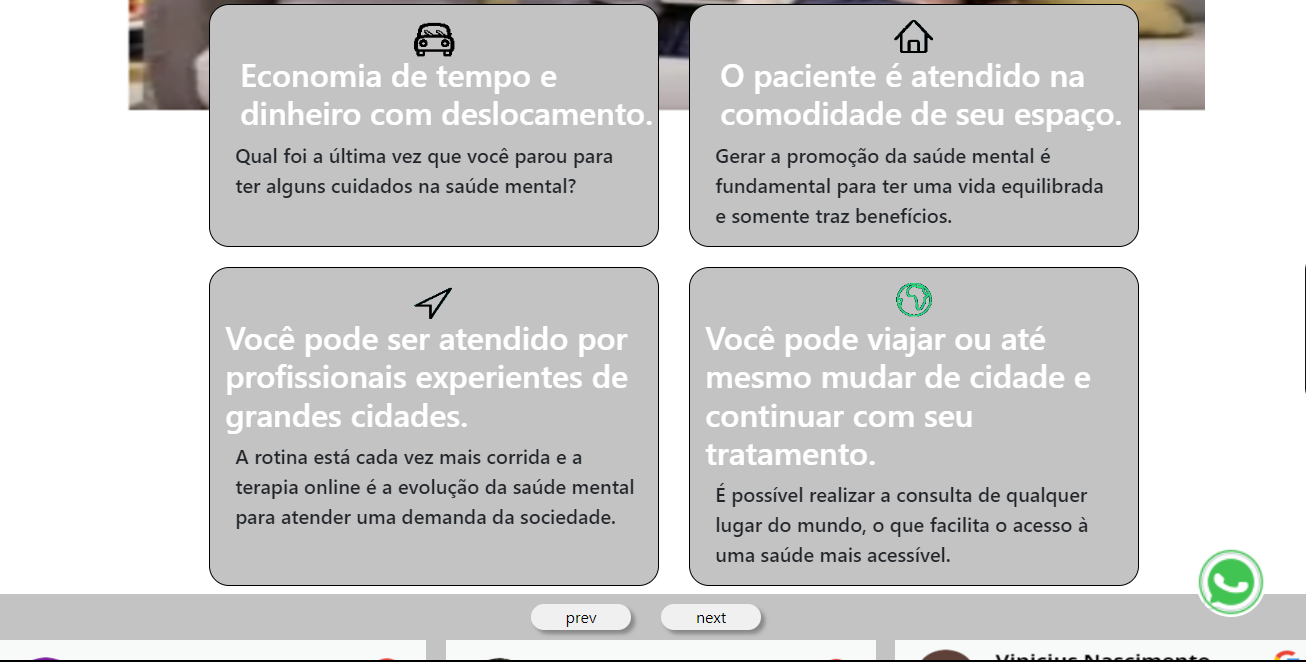 Economia de tempo e
dinheiro com deslocamento.
Qual foi a última vez que você parou para
ter alguns cuidados na saúde mental?
O paciente é atendido na
comodidade de seu espaço.
Gerar a promoção da saúde mental é
fundamental para ter uma vida equilibrada
e somente traz benefícios.
Você pode ser atendido por
profissionais experientes de
grandes cidades.
A rotina está cada vez mais corrida e a
terapia online é a evolução da saúde mental
para atender uma demanda da sociedade.
Você pode viajar ou até
mesmo mudar de cidade e
continuar com seu
tratamento.
É possível realizar a consulta de qualquer
lugar do mundo, o que facilita o acesso à
uma saúde mais acessível.
prev
next
Vinicius Nascimento